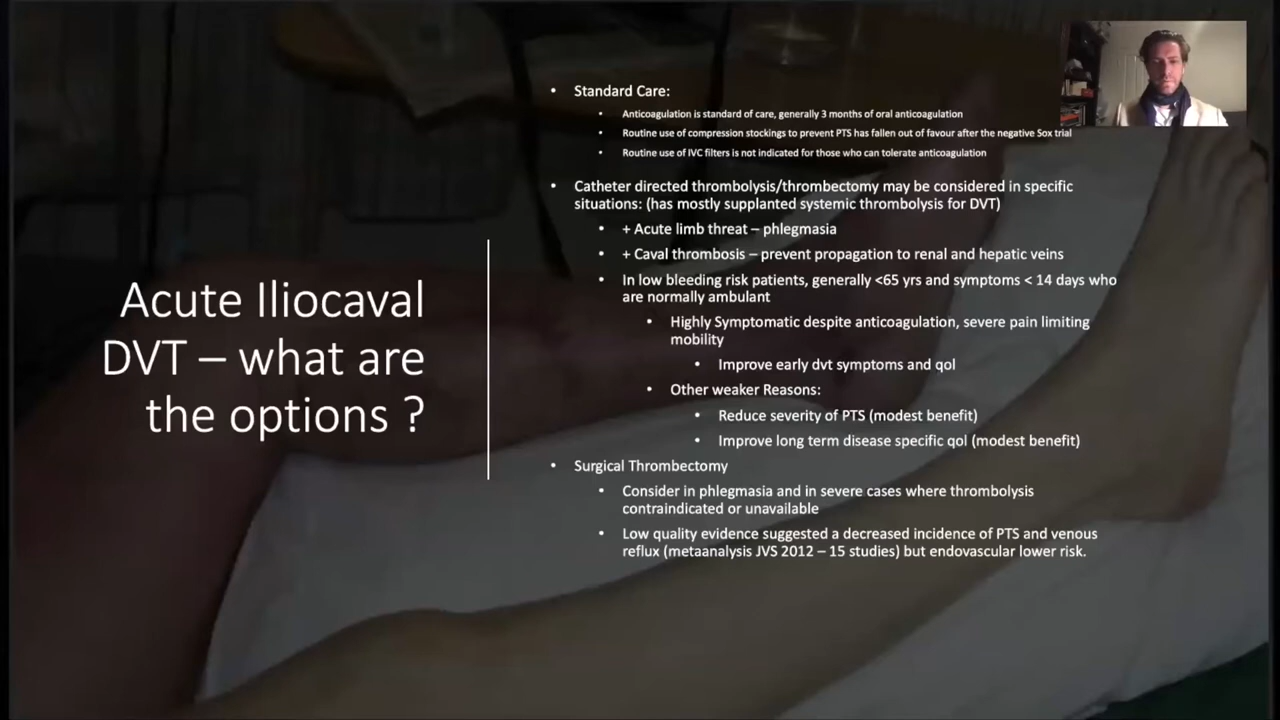 Acute Iliocaval
DVT – what are
the options ?
• Standard Care:
• Anticoagulation is standard of care, generally 3 months of oral anticoagulation
• Routine use of compression stockings to prevent PTS has fallen out of favour after the negative Sox trial
• Routine use of IVC filters is not indicated for those who can tolerate anticoagulation
• Catheter directed thrombolysis/thrombectomy may be considered in specific
situations: (has mostly supplanted systemic thrombolysis for DVT)
• + Acute limb threat – phlegmasia
• + Caval thrombosis – prevent propagation to renal and hepatic veins
• In low bleeding risk patients, generally <65 yrs and symptoms < 14 days who
are normally ambulant
• Highly Symptomatic despite anticoagulation, severe pain limiting
mobility
• Improve early dvt symptoms and qol
• Other weaker Reasons:
• Reduce severity of PTS (modest benefit)
• Improve long term disease specific qol (modest benefit)
• Surgical Thrombectomy
• Consider in phlegmasia and in severe cases where thrombolysis
contraindicated or unavailable
• Low quality evidence suggested a decreased incidence of PTS and venous
reflux (metaanalysis JVS 2012 – 15 studies) but endovascular lower risk.